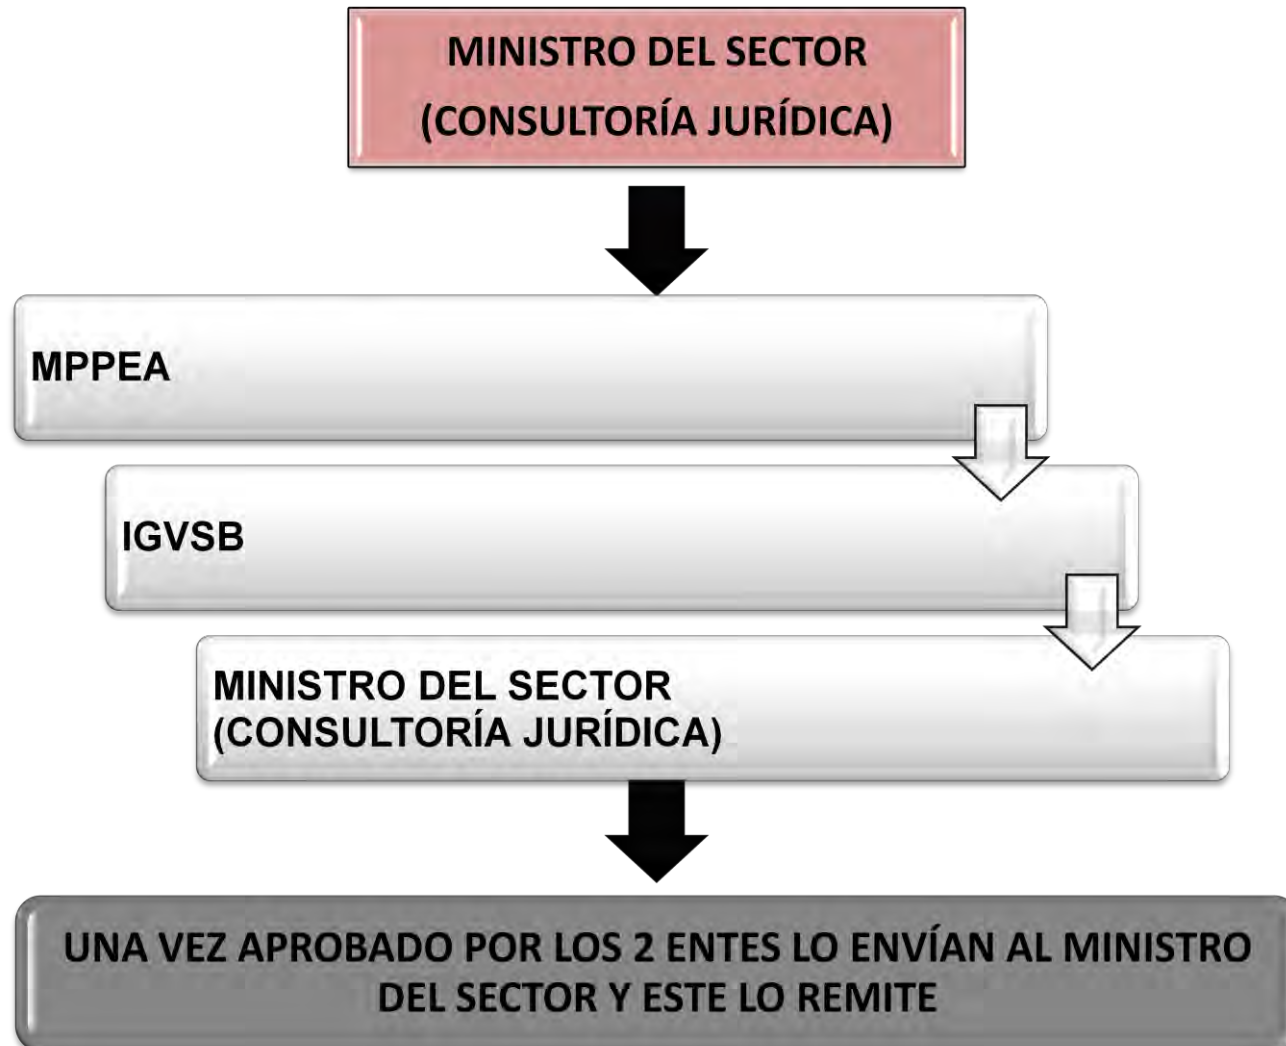 MINISTRO DEL SECTOR
(CONSULTORÍA JURÍDICA)
MPPEA
IGVSB
MINISTRO DEL SECTOR
(CONSULTORÍA JURÍDICA)
UNA VEZ APROBADO POR LOS 2 ENTES LO ENVÍAN AL MINISTRO
DEL SECTOR Y ESTE LO REMITE